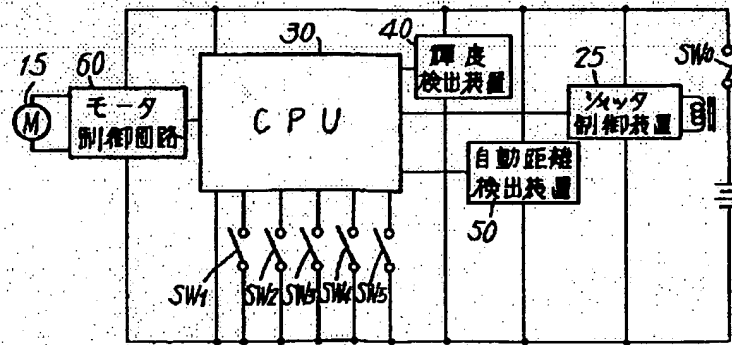 30
40
15
60
25
SW0
M
モータ
制御回路
CPU
輝度
検出装置
シャッタ
制御装置
自動距離
検出装置
50
SW1
SW2
SW3
SW4
SW5